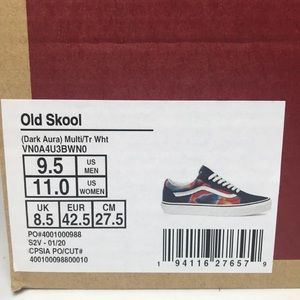 Old Skool
(Dark Aura) Multi/Tr Wht
VN0A4U3BWN0
9.5 US MEN
11.0 US WOMEN
UK EUR CM
8.5 42.5 27.5
PO#4001000988
S2V - 01/20
CPSIA PO/CUT#
400100098800010
1 94116 27657 9